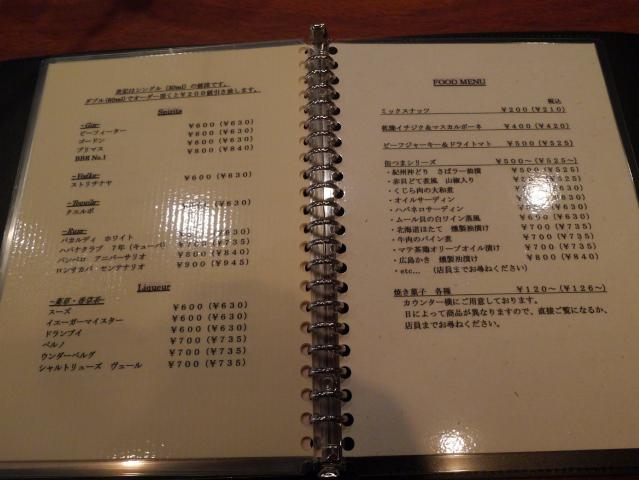 表記はシングル (30ml) の値段です。
ダブル(60ml)でオーダー頂くと￥200割引き致します。
Spirits
~Gin~
ビーフィーター ￥600 (￥630)
ゴードン ￥600 (￥630)
プリマス ￥600 (￥630)
BBR No.1 ￥800 (￥840)
~Vodka~
ストリチナヤ ￥600 (￥630)
~Tequila~
クエルボ ￥600 (￥630)
~Rum~
バカルディ ホワイト
ハバナクラブ 7年 (キューバ) ￥700 (￥735)
パンペロ アニバーサリオ ￥800 (￥840)
ロンサカパ センテナリオ ￥900 (￥945)
Liqueur
~薬草・香草系~
スーズ ￥600 (￥630)
イエーガーマイスター ￥600 (￥630)
ドランブイ ￥600 (￥630)
ペルノ ￥700 (￥735)
ウンダーベルグ ￥700 (￥735)
シャルトリューズ ヴェール ￥700 (￥735)
FOOD MENU
税込
ミックスナッツ ￥200 (￥210)
乾燥イチジク＆マスカルポーネ ￥400 (￥420)
ビーフジャーキー＆ドライトマト ￥500 (￥525)
缶つまシリーズ ￥500～(￥525～)
・紀州沖どり さばラー油漬 ￥500 (￥525)
・赤貝どて煮風 山椒入り
・くじら肉の大和煮
・オイルサーディン
・ハバネロサーディン
・ムール貝の白ワイン蒸風
・北海道ほたて 燻製油漬け ￥700 (￥735)
・牛肉のパイン煮 ￥700 (￥735)
・マテ茶鶏オリーブオイル漬け ￥700 (￥735)
・広島かき 燻製油漬け ￥800 (￥840)
・etc… (店員までお尋ねください)
焼き菓子 各種 ￥120～(￥126～)
カウンター横にご用意しております。
日によって商品が異なりますので、直接ご覧になるか、
店員までお尋ねください。